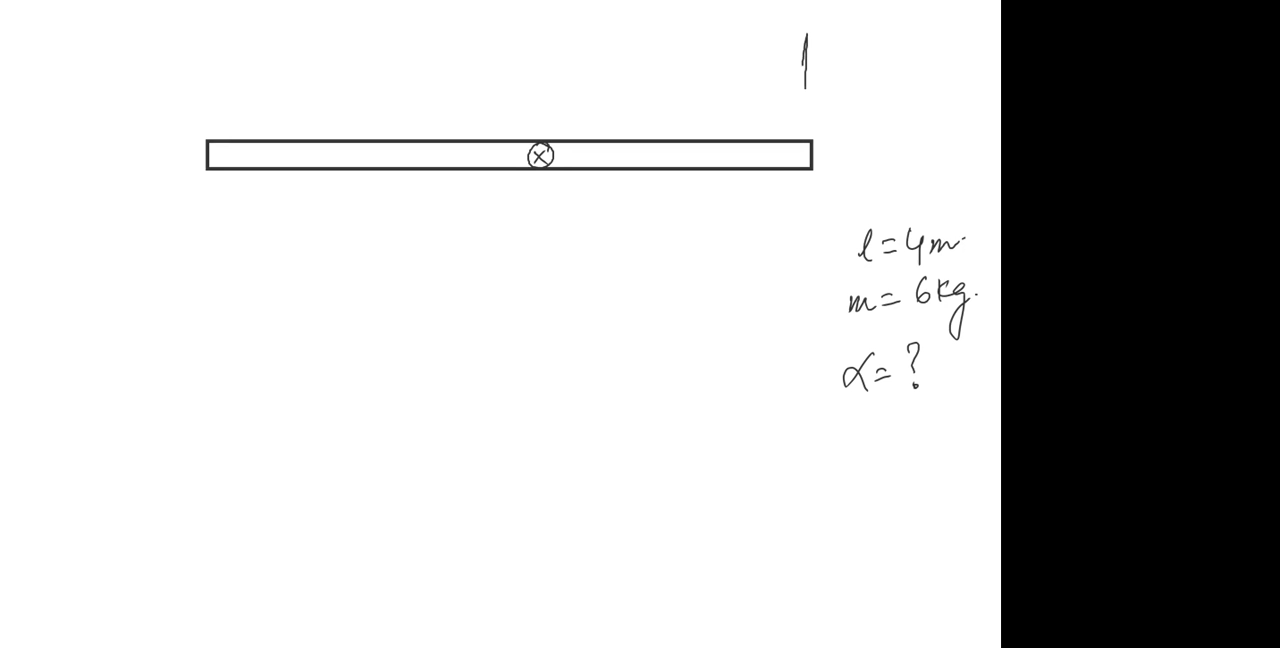 1
l = 4m.
m = 6kg.
α = ?